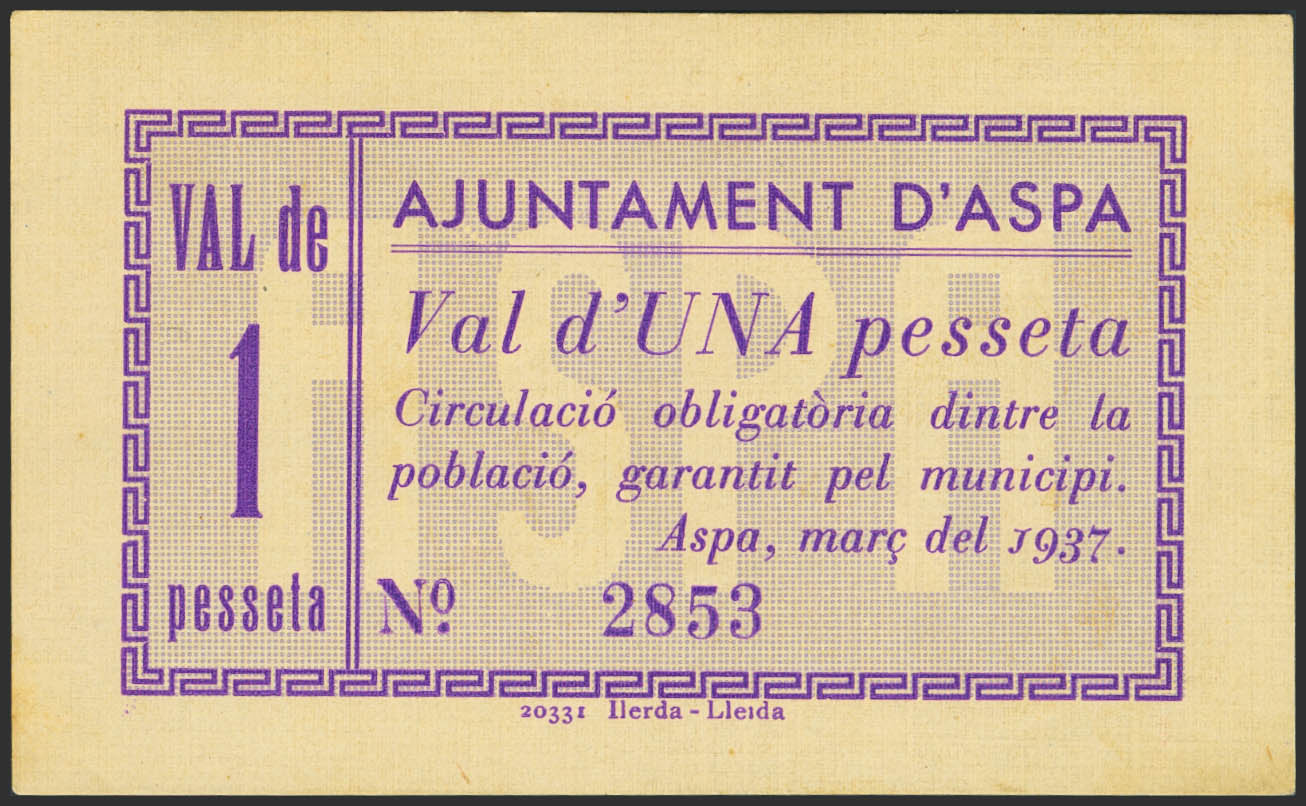 VAL de
1
pesseta
AJUNTAMENT D'ASPA
Val d'UNA pesseta
Circulació obligatòria dintre la
població, garantit pel municipi.
Aspa, març del 1937.
Nº. 2853
20331 Ilerda - Lleida
ASPA